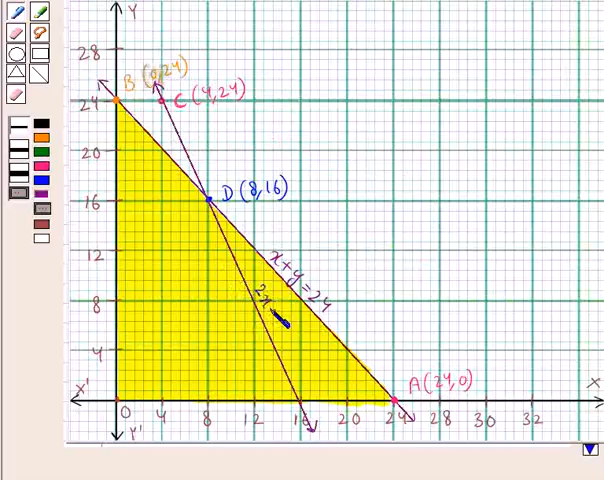 Y
28
B (0,24)
C (4,24)
24
20
16
D (8,16)
12
x+y=24
8
2x
4
A (24,0)
X' X
0 4 8 12 16 20 24 28 30 32
Y'